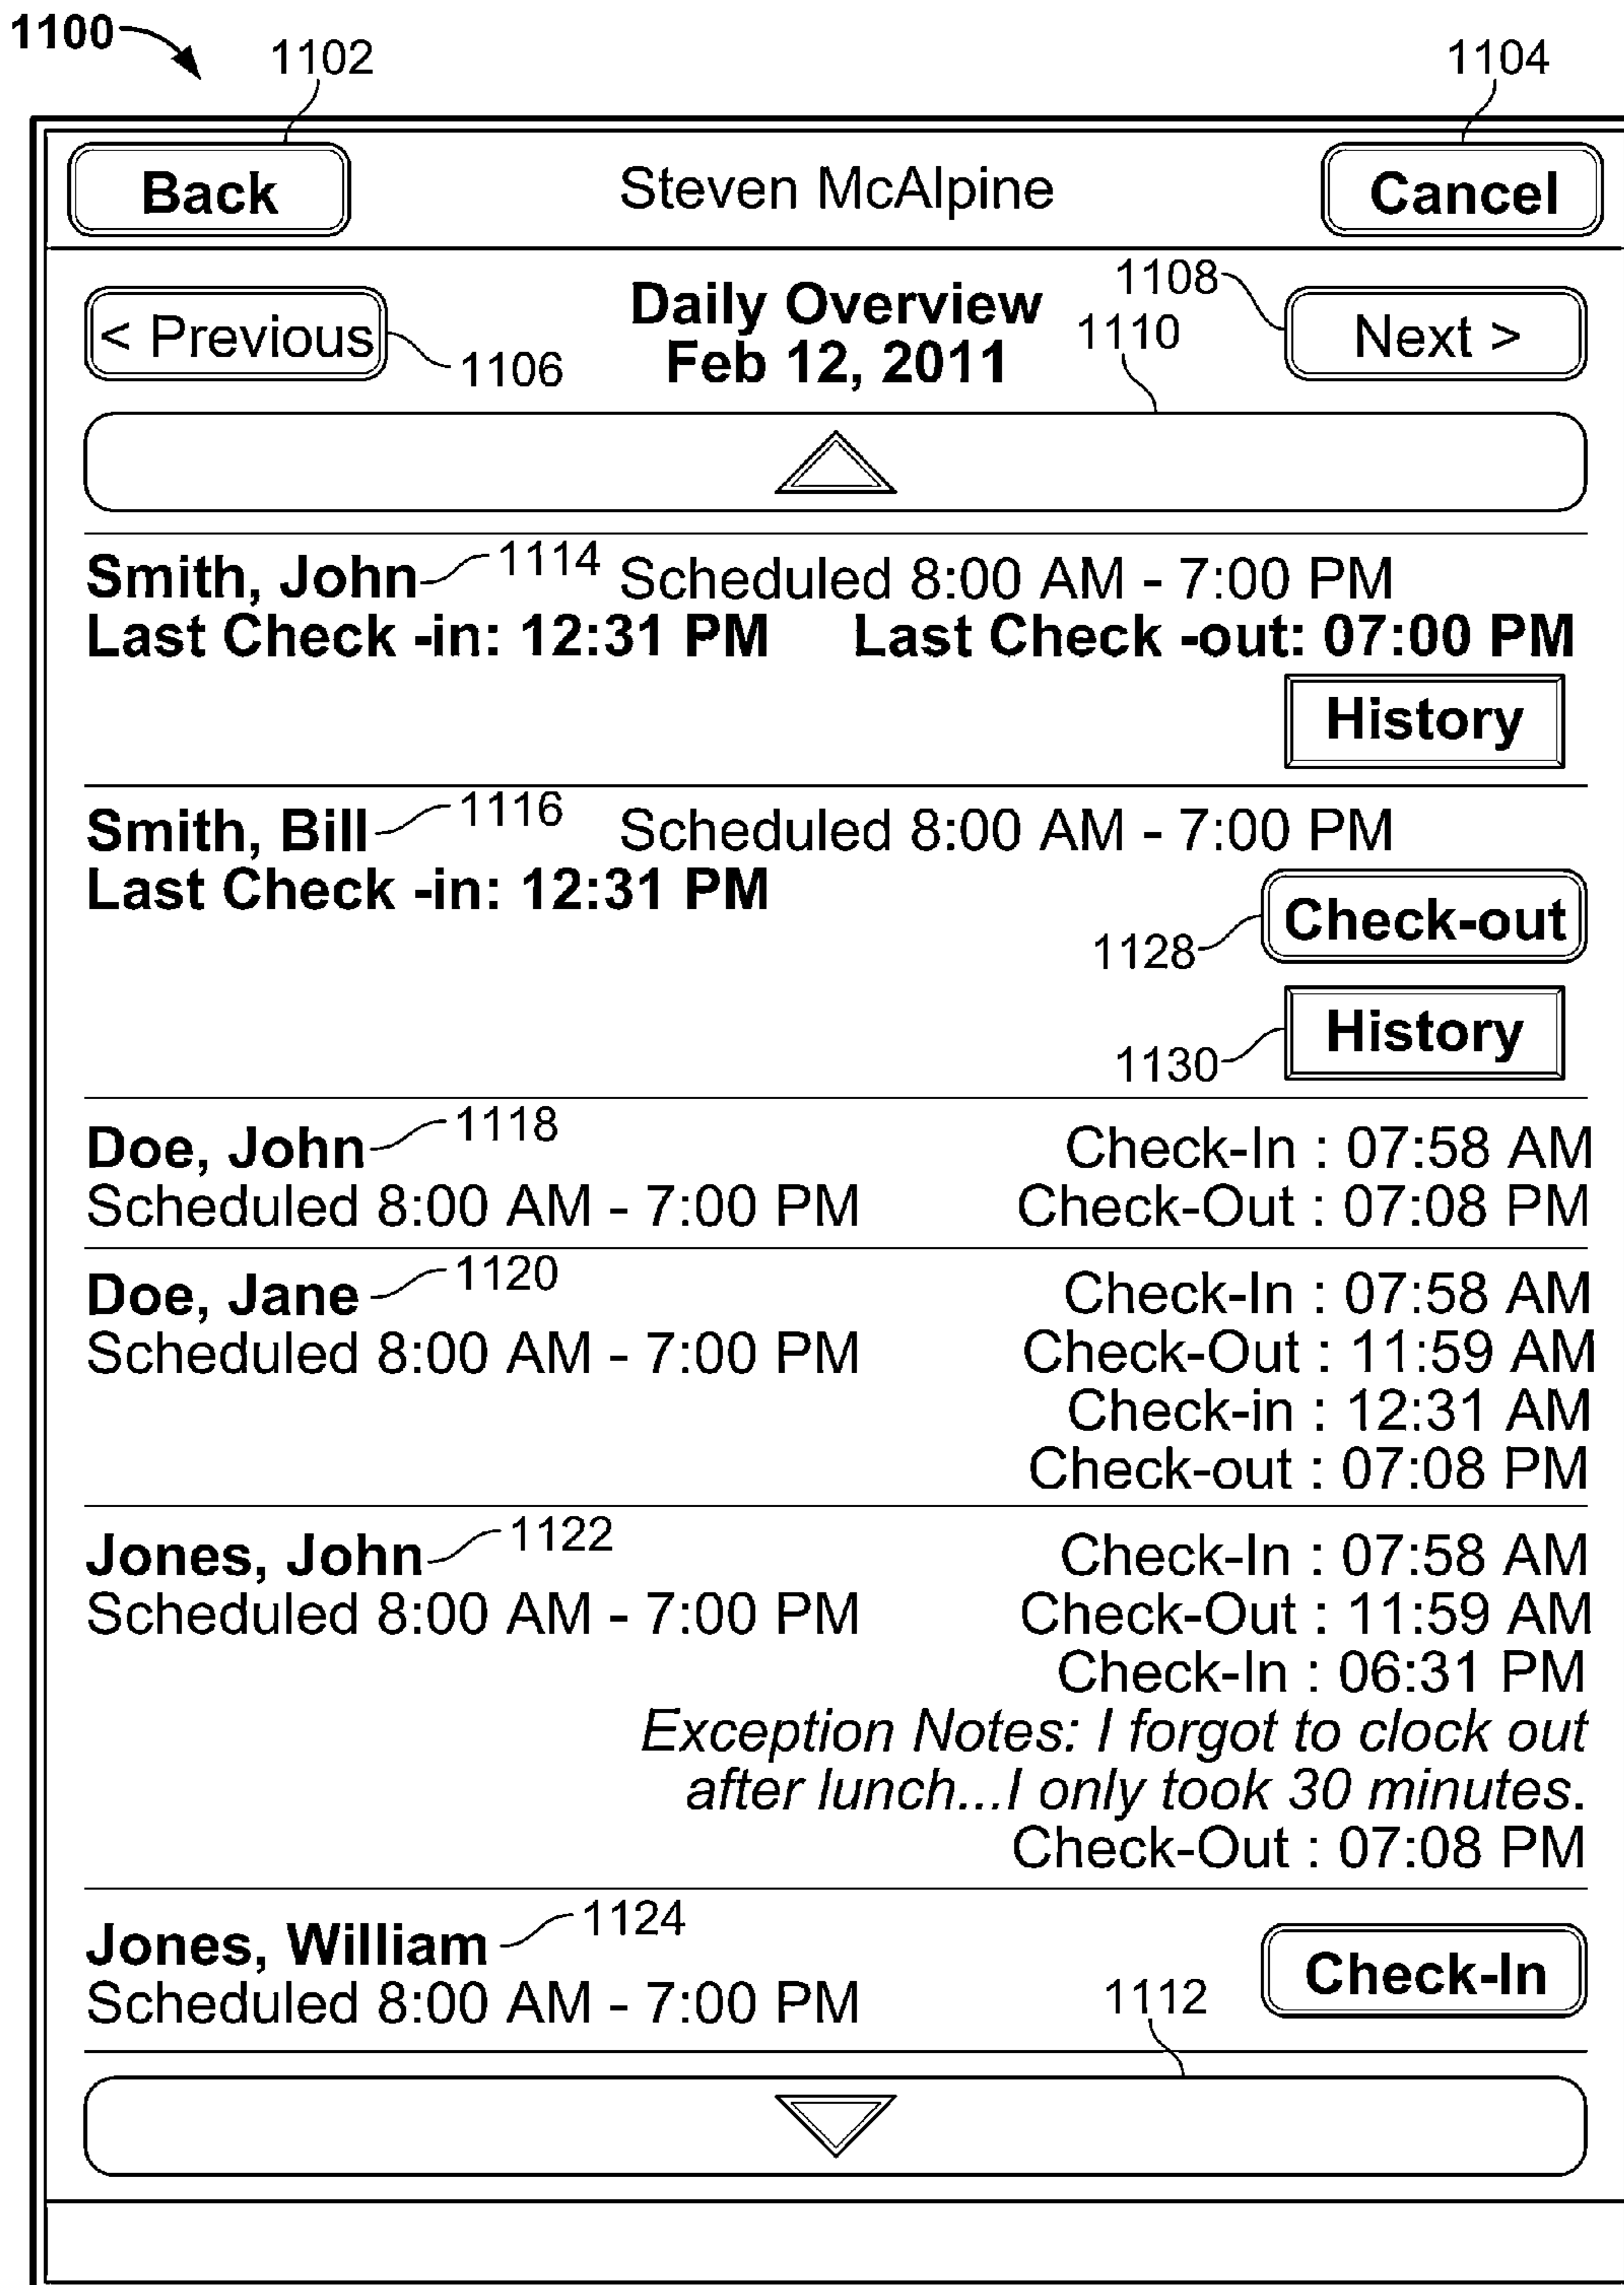 1100
1102
1104
Back
Steven McAlpine
Cancel
< Previous
1106
Daily Overview
Feb 12, 2011
1108
1110
Next >
Smith, John
1114
Scheduled 8:00 AM - 7:00 PM
Last Check -in: 12:31 PM
Last Check -out: 07:00 PM
History
Smith, Bill
1116
Scheduled 8:00 AM - 7:00 PM
Last Check -in: 12:31 PM
1128
Check-out
1130
History
Doe, John
1118
Check-In : 07:58 AM
Scheduled 8:00 AM - 7:00 PM
Check-Out : 07:08 PM
Doe, Jane
1120
Check-In : 07:58 AM
Scheduled 8:00 AM - 7:00 PM
Check-Out : 11:59 AM
Check-in : 12:31 AM
Check-out : 07:08 PM
Jones, John
1122
Check-In : 07:58 AM
Scheduled 8:00 AM - 7:00 PM
Check-Out : 11:59 AM
Check-In : 06:31 PM
Exception Notes: I forgot to clock out
after lunch...I only took 30 minutes.
Check-Out : 07:08 PM
Jones, William
1124
Scheduled 8:00 AM - 7:00 PM
1112
Check-In